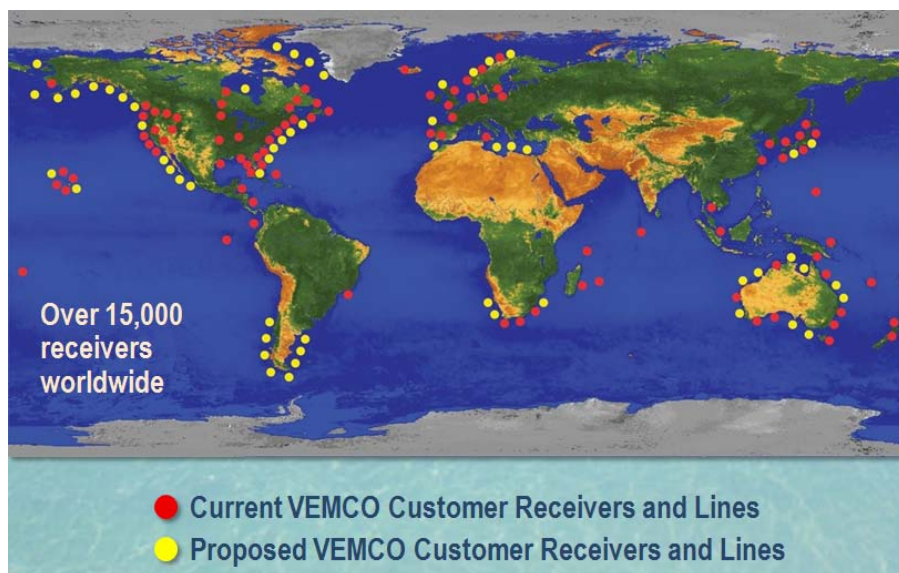 Over 15,000
receivers
worldwide
Current VEMCO Customer Receivers and Lines
Proposed VEMCO Customer Receivers and Lines